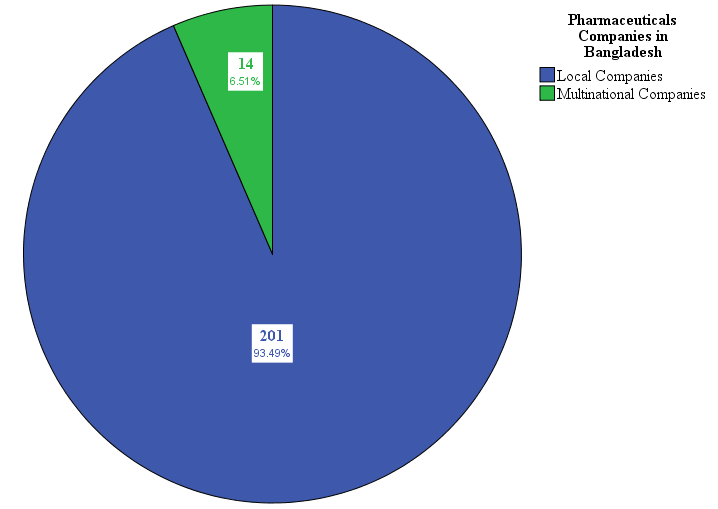 Pharmaceuticals
Companies in
Bangladesh
Local Companies
Multinational Companies
14
6.51%
201
93.49%